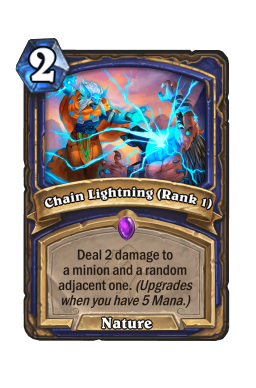 2
Chain Lightning (Rank 1)
Deal 2 damage to
a minion and a random
adjacent one. (Upgrades
when you have 5 Mana.)
Nature